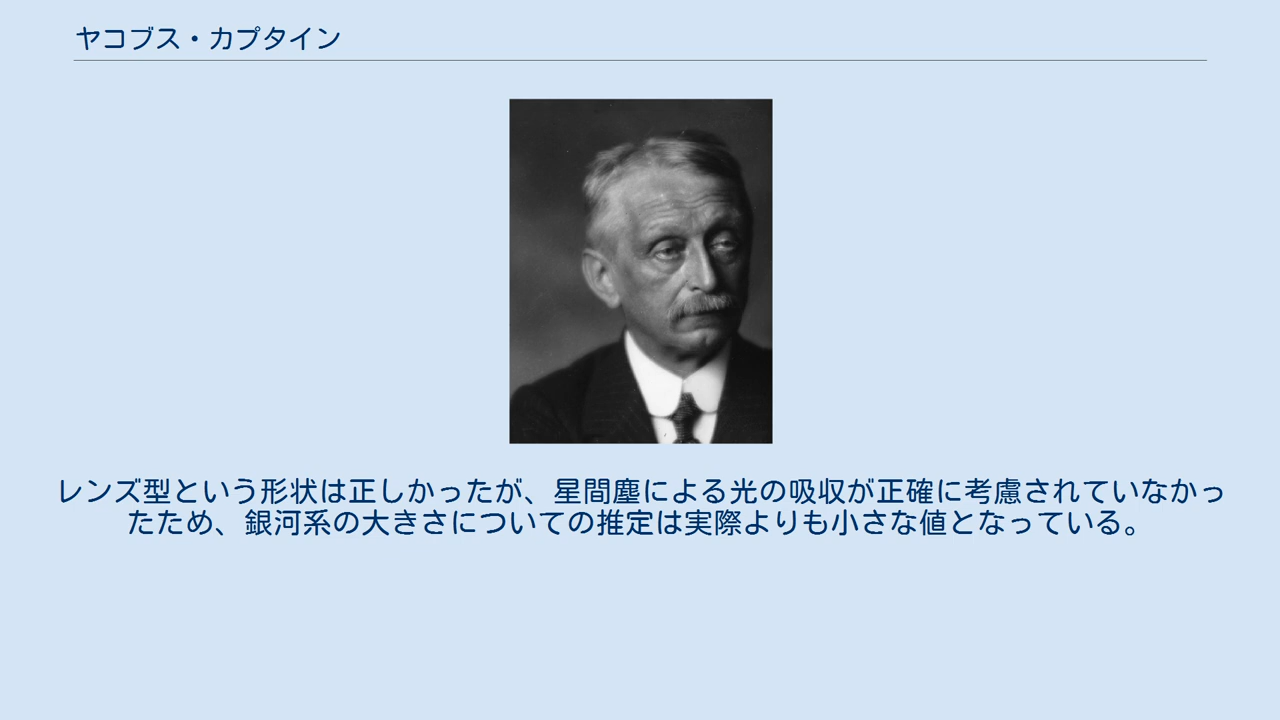 ヤコブス・カプタイン
レンズ型という形状は正しかったが、星間塵による光の吸収が正確に考慮されていなかっ
たため、銀河系の大きさについての推定は実際よりも小さな値となっている。